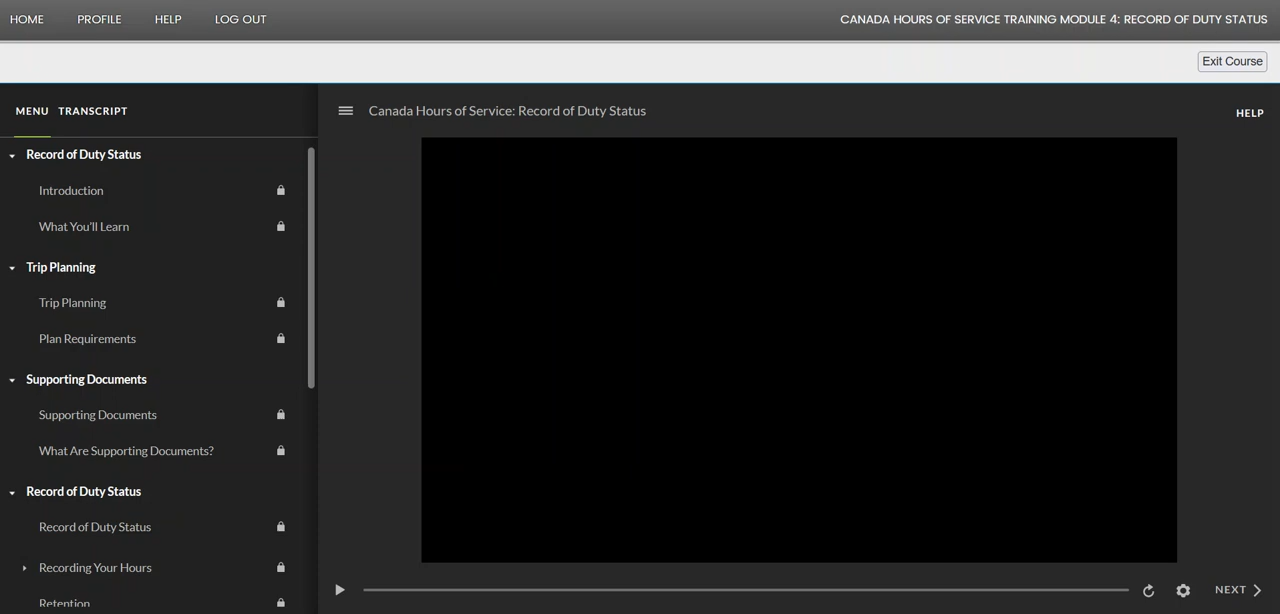 HOME PROFILE HELP LOG OUT CANADA HOURS OF SERVICE TRAINING MODULE 4: RECORD OF DUTY STATUS
Exit Course
MENU TRANSCRIPT
Canada Hours of Service: Record of Duty Status
HELP
Record of Duty Status
Introduction
What You'll Learn
Trip Planning
Trip Planning
Plan Requirements
Supporting Documents
Supporting Documents
What Are Supporting Documents?
Record of Duty Status
Record of Duty Status
Recording Your Hours
Retention
NEXT